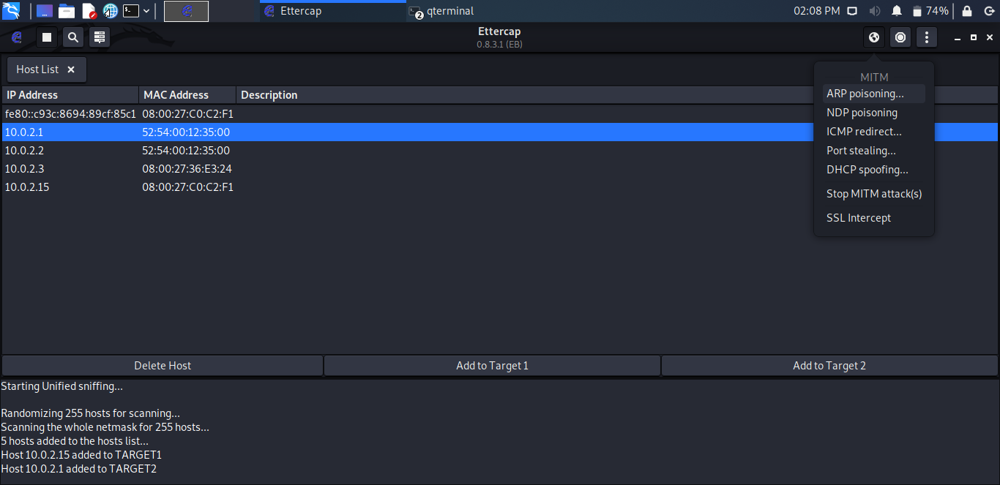 Ettercap
2 qterminal
02:08 PM
74%
Ettercap
0.8.3.1 (EB)
Host List ×
IP Address MAC Address Description
fe80::c93c:8694:89cf:85c1 08:00:27:C0:C2:F1
10.0.2.1 52:54:00:12:35:00
10.0.2.2 52:54:00:12:35:00
10.0.2.3 08:00:27:36:E3:24
10.0.2.15 08:00:27:C0:C2:F1
MITM
ARP poisoning...
NDP poisoning
ICMP redirect...
Port stealing...
DHCP spoofing...
Stop MITM attack(s)
SSL Intercept
Delete Host Add to Target 1 Add to Target 2
Starting Unified sniffing...
Randomizing 255 hosts for scanning...
Scanning the whole netmask for 255 hosts...
5 hosts added to the hosts list...
Host 10.0.2.15 added to TARGET1
Host 10.0.2.1 added to TARGET2